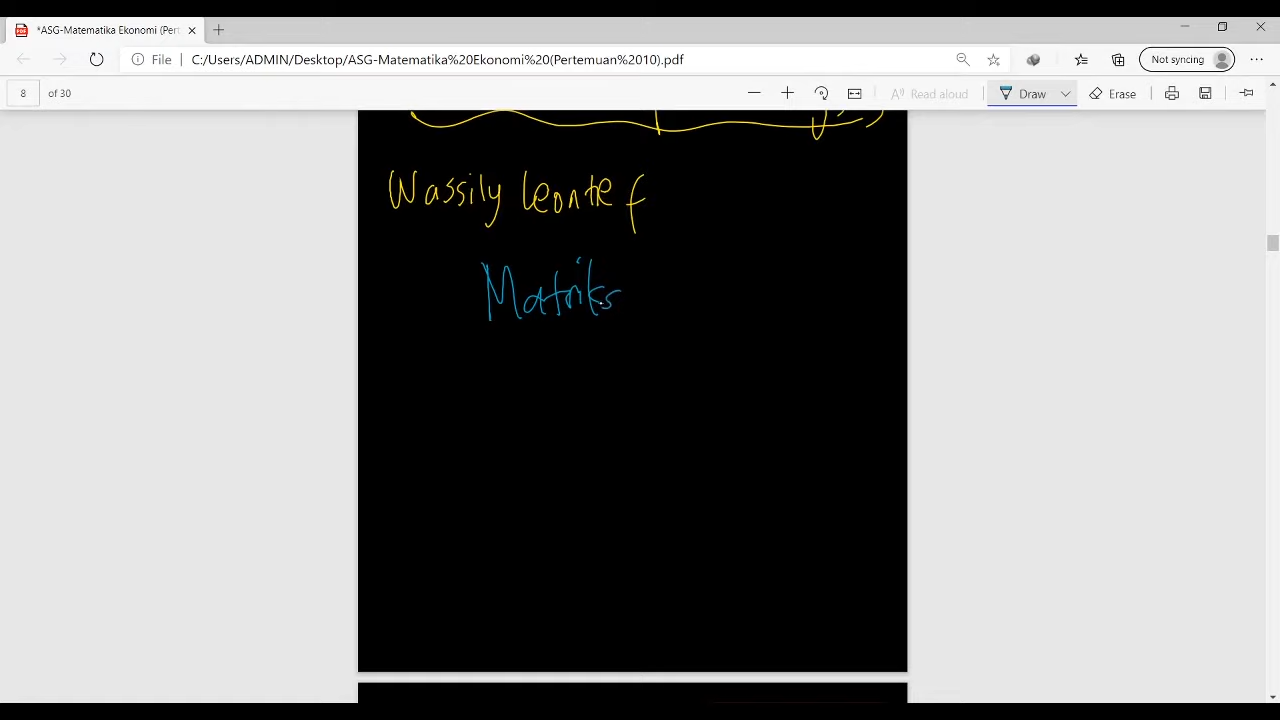 *ASG-Matematika Ekonomi (Pert
File C:/Users/ADMIN/Desktop/ASG-Matematika%20Ekonomi%20(Pertemuan%2010).pdf Not syncing
8 of 30 Read aloud Draw Erase
Wassily Leontief
Matriks